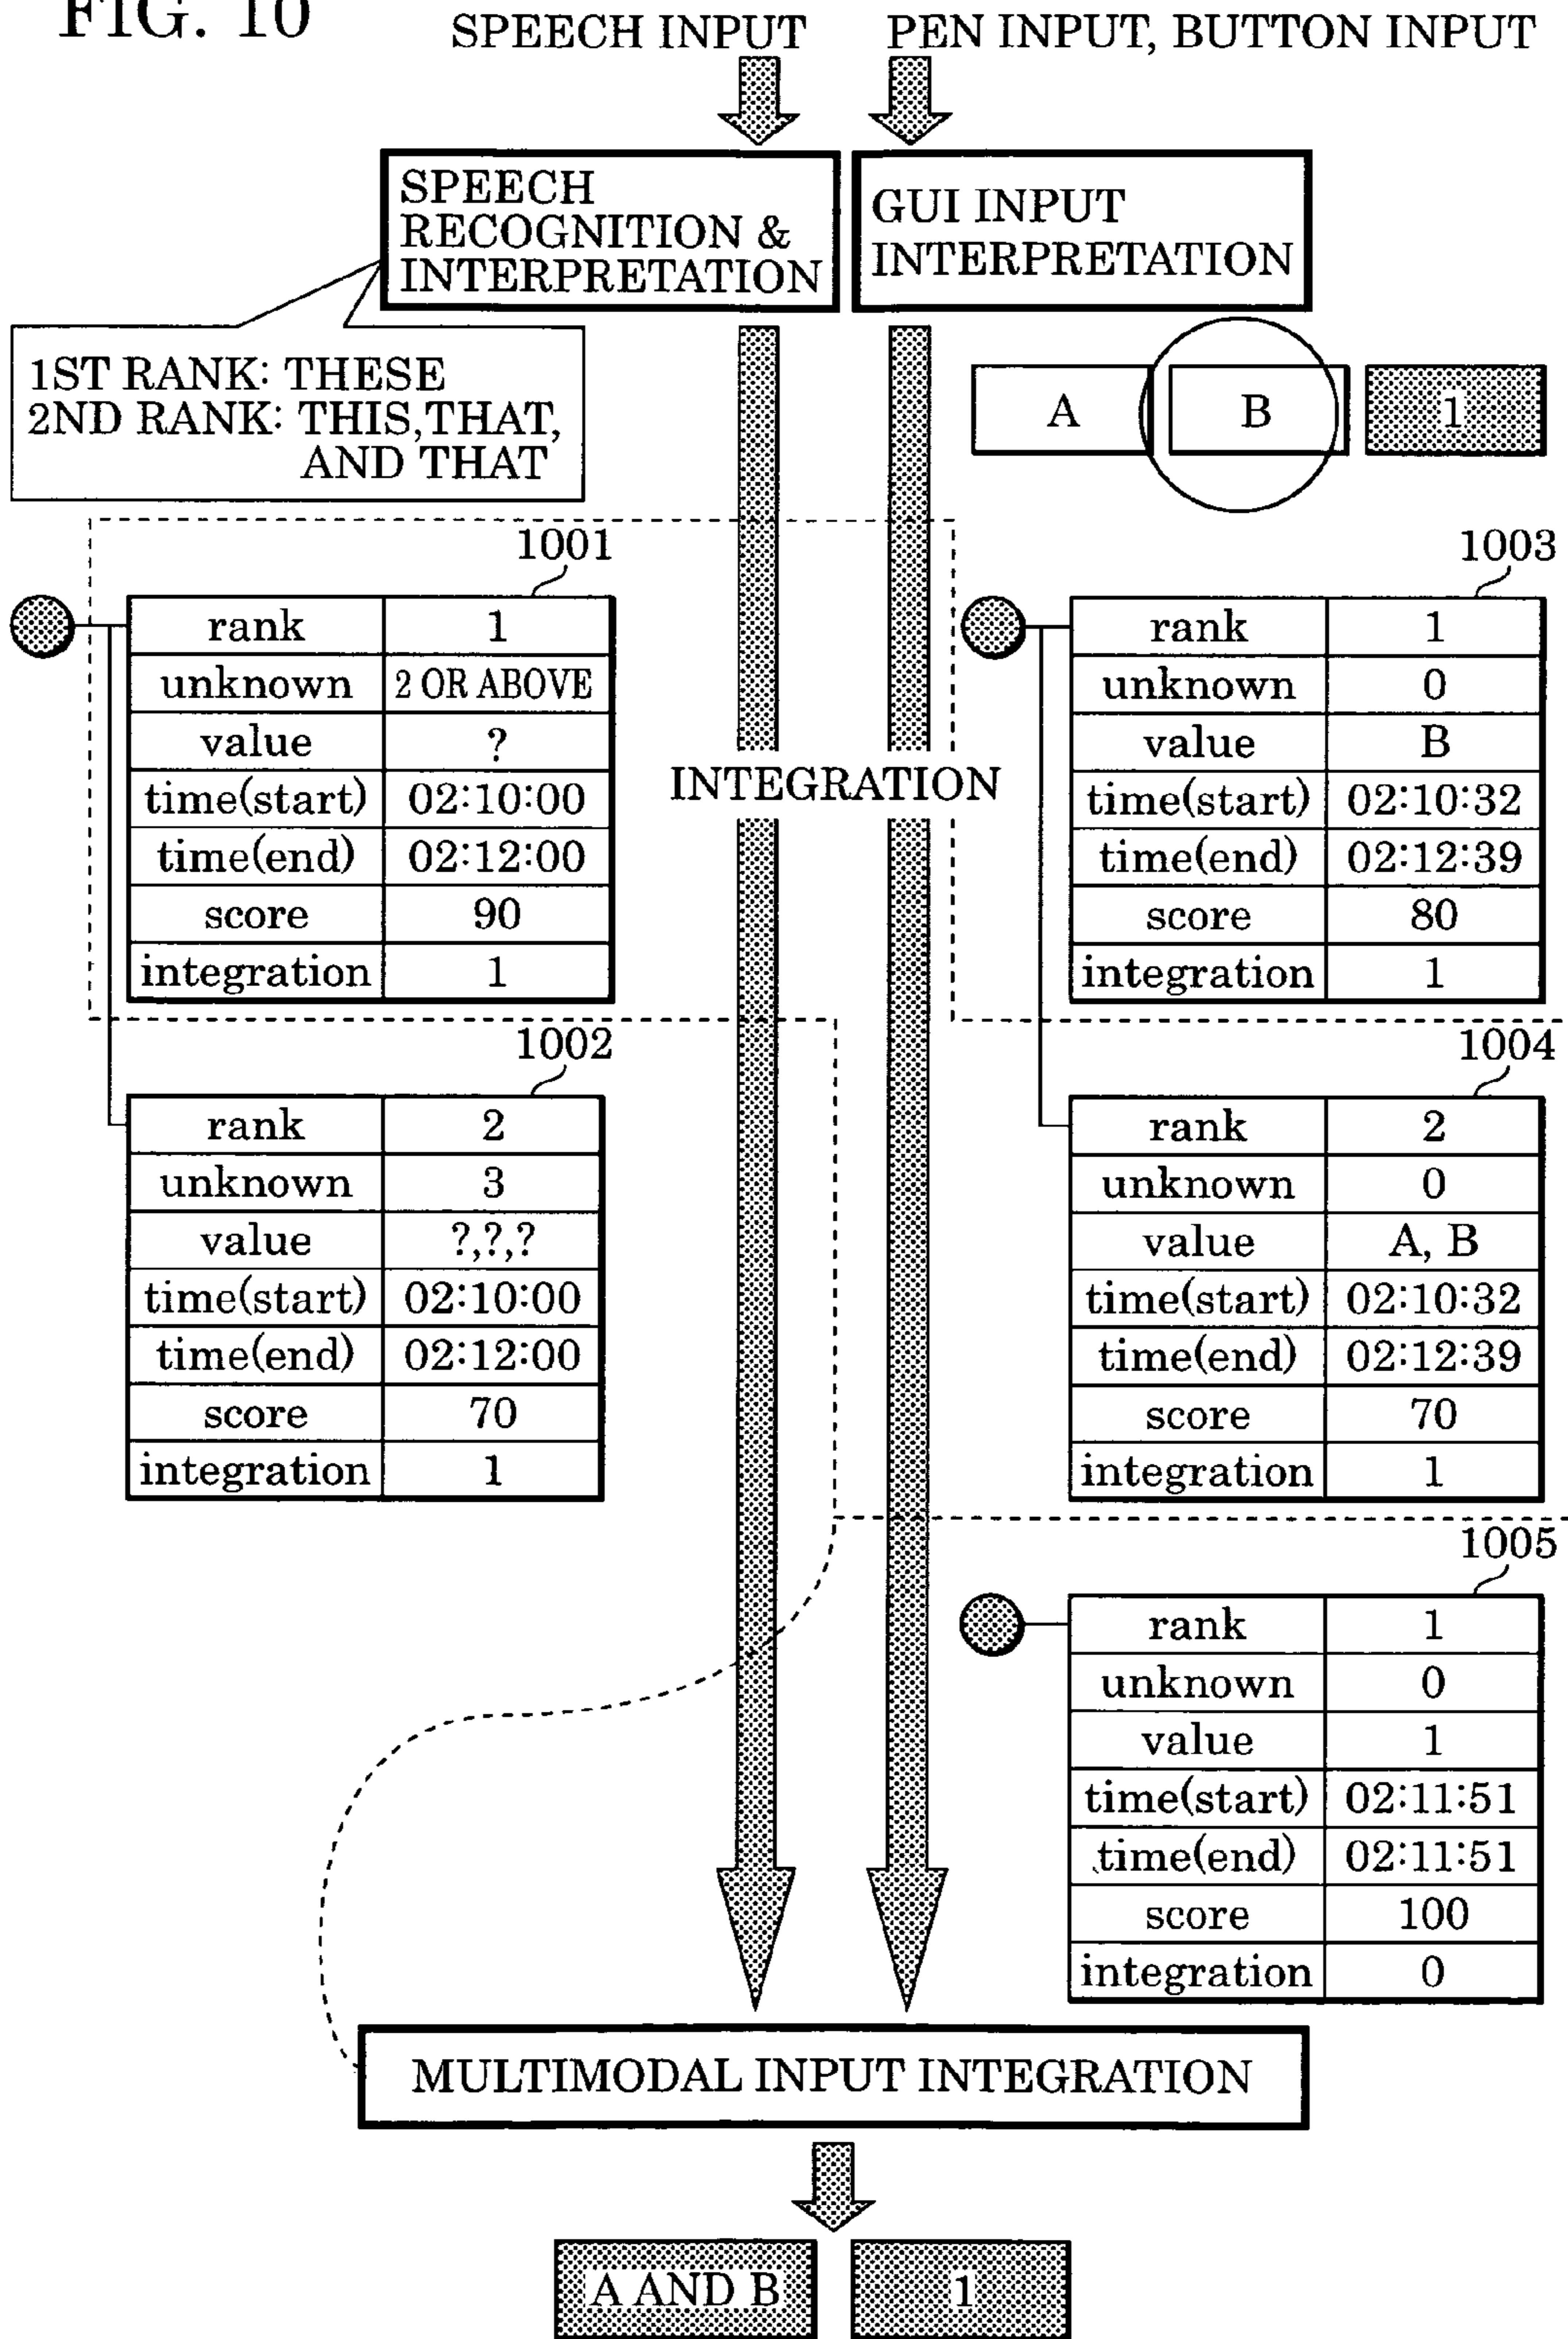 FIG. 10
SPEECH INPUT
PEN INPUT, BUTTON INPUT
SPEECH
RECOGNITION &
INTERPRETATION
GUI INPUT
INTERPRETATION
1ST RANK: THESE
2ND RANK: THIS,THAT,
AND THAT
A
B
1
1001
rank 1
unknown 2 OR ABOVE
value ?
time(start) 02:10:00
time(end) 02:12:00
score 90
integration 1
INTEGRATION
1003
rank 1
unknown 0
value B
time(start) 02:10:32
time(end) 02:12:39
score 80
integration 1
1002
rank 2
unknown 3
value ?,?,?
time(start) 02:10:00
time(end) 02:12:00
score 70
integration 1
1004
rank 2
unknown 0
value A, B
time(start) 02:10:32
time(end) 02:12:39
score 70
integration 1
1005
rank 1
unknown 0
value 1
time(start) 02:11:51
time(end) 02:11:51
score 100
integration 0
MULTIMODAL INPUT INTEGRATION
A AND B
1